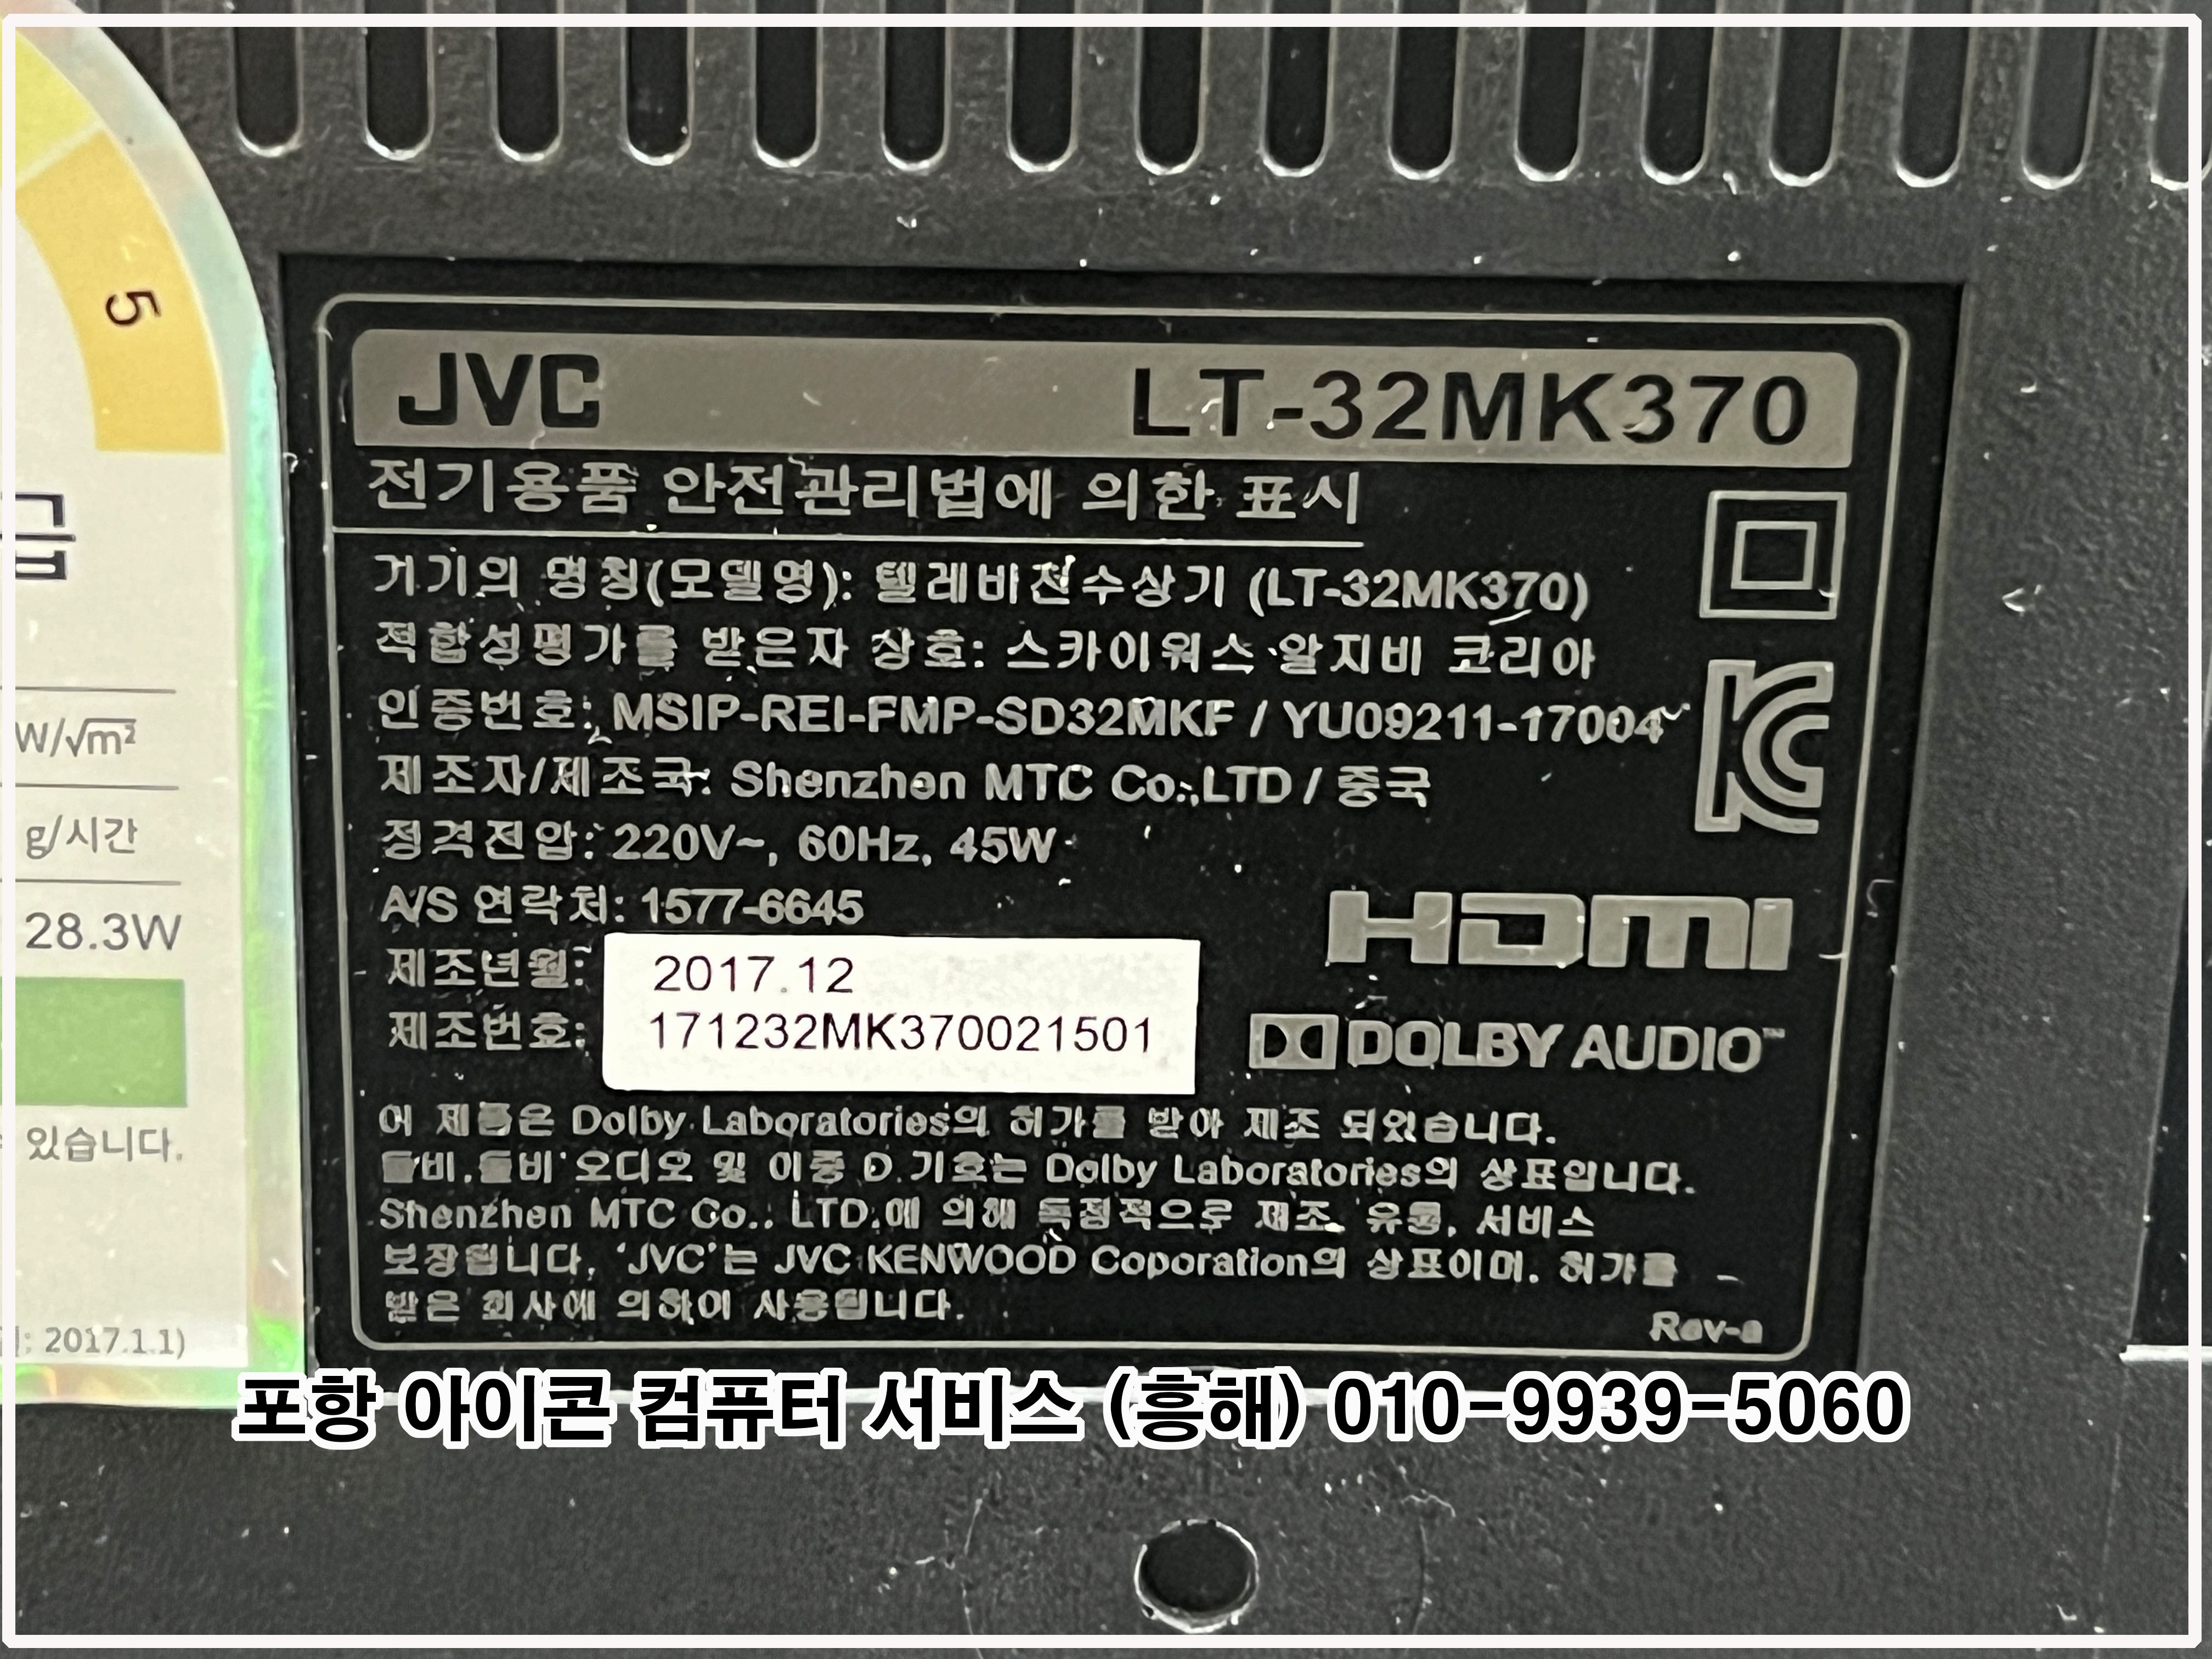 5
급
W/√m²
g/시간
28.3W
있습니다.
: 2017.1.1)
JVC LT-32MK370
전기용품 안전관리법에 의한 표시
기기의 명칭(모델명): 텔레비전수상기 (LT-32MK370)
적합성평가를 받은자 상호: 스카이워스 알지비 코리아
인증번호: MSIP-REI-FMP-SD32MKF / YU09211-17004
제조자/제조국: Shenzhen MTC Co.,LTD / 중국
정격전압: 220V~, 60Hz, 45W
A/S 연락처: 1577-6645
제조년월: 2017.12
제조번호: 171232MK370021501
HDMI
DOLBY AUDIO™
이 제품은 Dolby Laboratories의 허가를 받아 제조 되었습니다.
돌비, 돌비 오디오 및 이중 D 기호는 Dolby Laboratories의 상표입니다.
Shenzhen MTC Co., LTD.에 의해 독점적으로 제조, 유통, 서비스
보장됩니다, 'JVC'는 JVC KENWOOD Coporation의 상표이며, 허가를
받은 회사에 의하여 사용됩니다.
Rev-a
포항 아이콘 컴퓨터 서비스 (흥해) 010-9939-5060